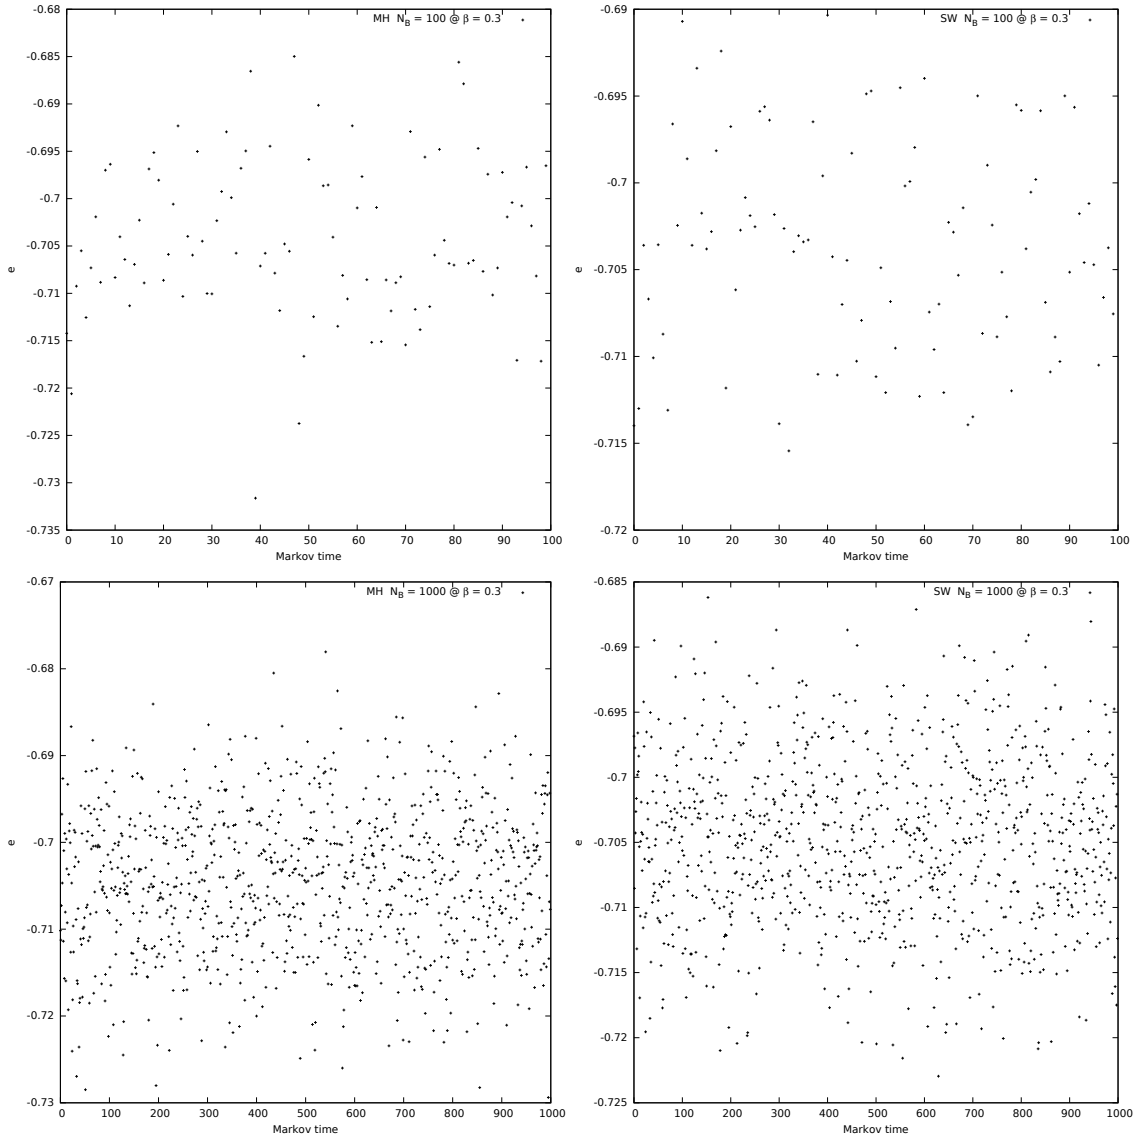 MH N_B = 100 @ β = 0.3
-0.68
-0.685
-0.69
-0.695
-0.7
-0.705
-0.71
-0.715
-0.72
-0.725
-0.73
-0.735
e
0 10 20 30 40 50 60 70 80 90 100
Markov time
SW N_B = 100 @ β = 0.3
-0.69
-0.695
-0.7
-0.705
-0.71
-0.715
-0.72
e
0 10 20 30 40 50 60 70 80 90 100
Markov time
MH N_B = 1000 @ β = 0.3
-0.67
-0.68
-0.69
-0.7
-0.71
-0.72
-0.73
e
0 100 200 300 400 500 600 700 800 900 1000
Markov time
SW N_B = 1000 @ β = 0.3
-0.685
-0.69
-0.695
-0.7
-0.705
-0.71
-0.715
-0.72
-0.725
e
0 100 200 300 400 500 600 700 800 900 1000
Markov time